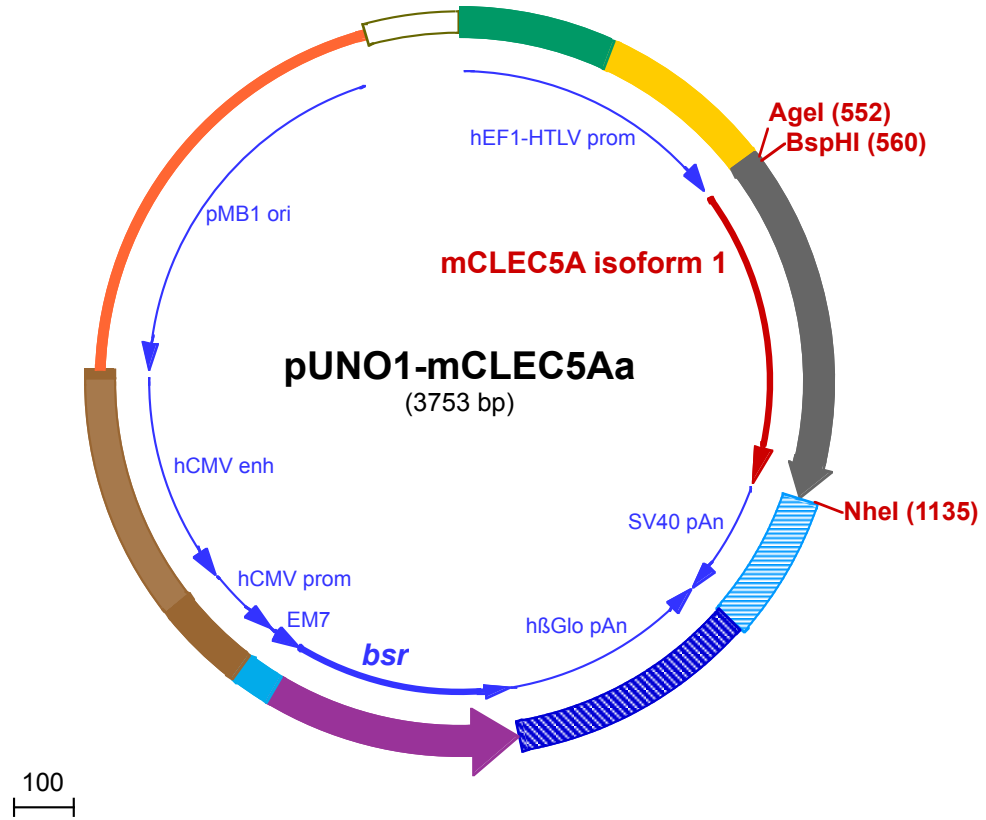 hEF1-HTLV prom
AgeI (552)
BspHI (560)
pMB1 ori
mCLEC5A isoform 1
pUNO1-mCLEC5Aa
(3753 bp)
hCMV enh
SV40 pAn
NheI (1135)
hCMV prom
EM7
hßGlo pAn
bsr
100